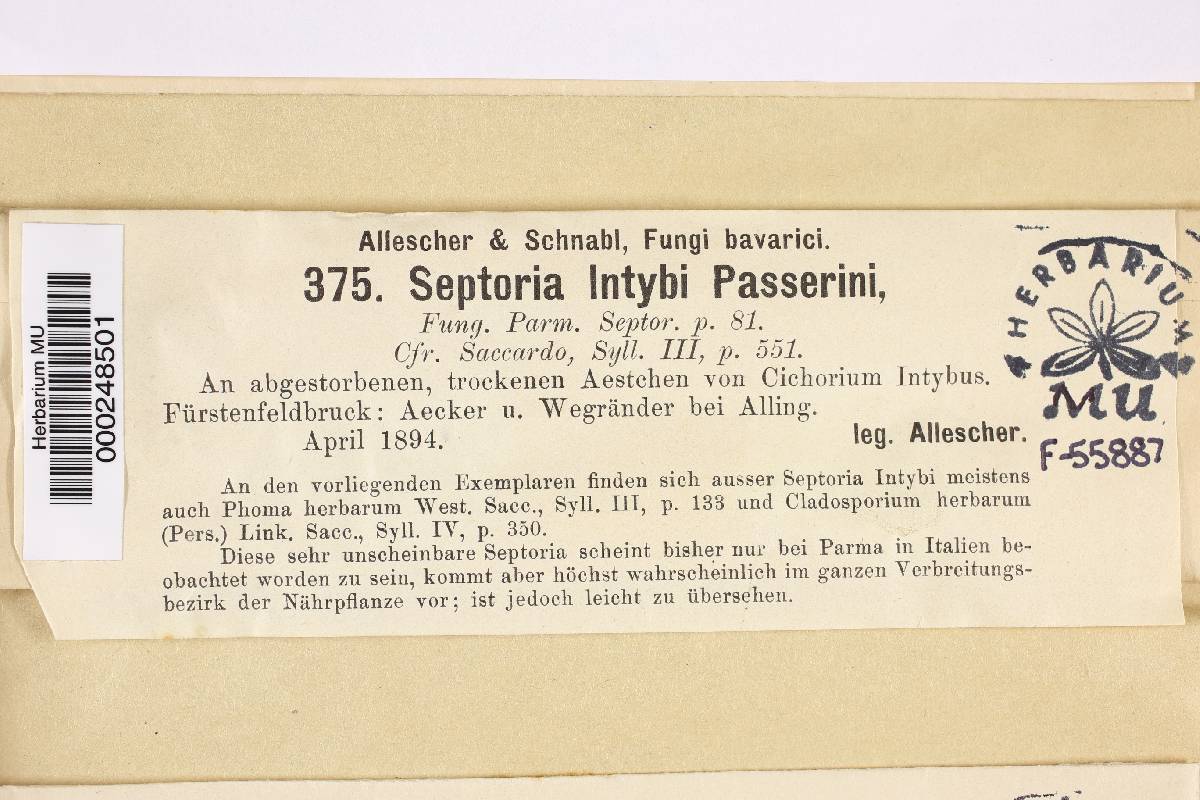 Allescher & Schnabl, Fungi bavarici.
375. Septoria Intybi Passerini,
Fung. Parm. Septor. p. 81.
Cfr. Saccardo, Syll. III, p. 551.
An abgestorbenen, trockenen Aestchen von Cichorium Intybus.
Fürstenfeldbruck: Aecker u. Wegränder bei Alling.
April 1894.
leg. Allescher.
An den vorliegenden Exemplaren finden sich ausser Septoria Intybi meistens
auch Phoma herbarum West. Sacc., Syll. III, p. 133 und Cladosporium herbarum
(Pers.) Link. Sacc., Syll. IV, p. 350.
Diese sehr unscheinbare Septoria scheint bisher nur bei Parma in Italien be-
obachtet worden zu sein, kommt aber höchst wahrscheinlich im ganzen Verbreitungs-
bezirk der Nährpflanze vor; ist jedoch leicht zu übersehen.
Herbarium MU
000248501
HERBARIUM
MU
F-55887